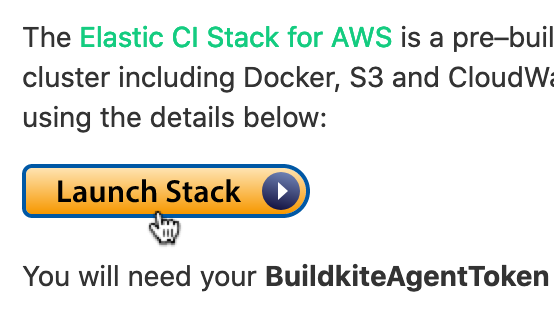 The Elastic CI Stack for AWS is a pre–buil
cluster including Docker, S3 and CloudWa
using the details below:
Launch Stack
You will need your BuildkiteAgentToken